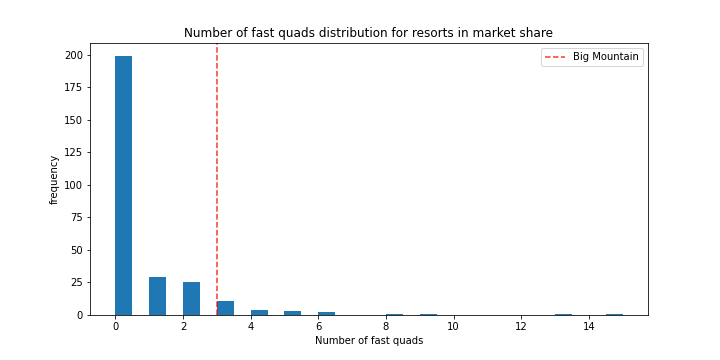 Number of fast quads distribution for resorts in market share
Big Mountain
200
175
150
125
100
75
50
25
0
frequency
0 2 4 6 8 10 12 14
Number of fast quads